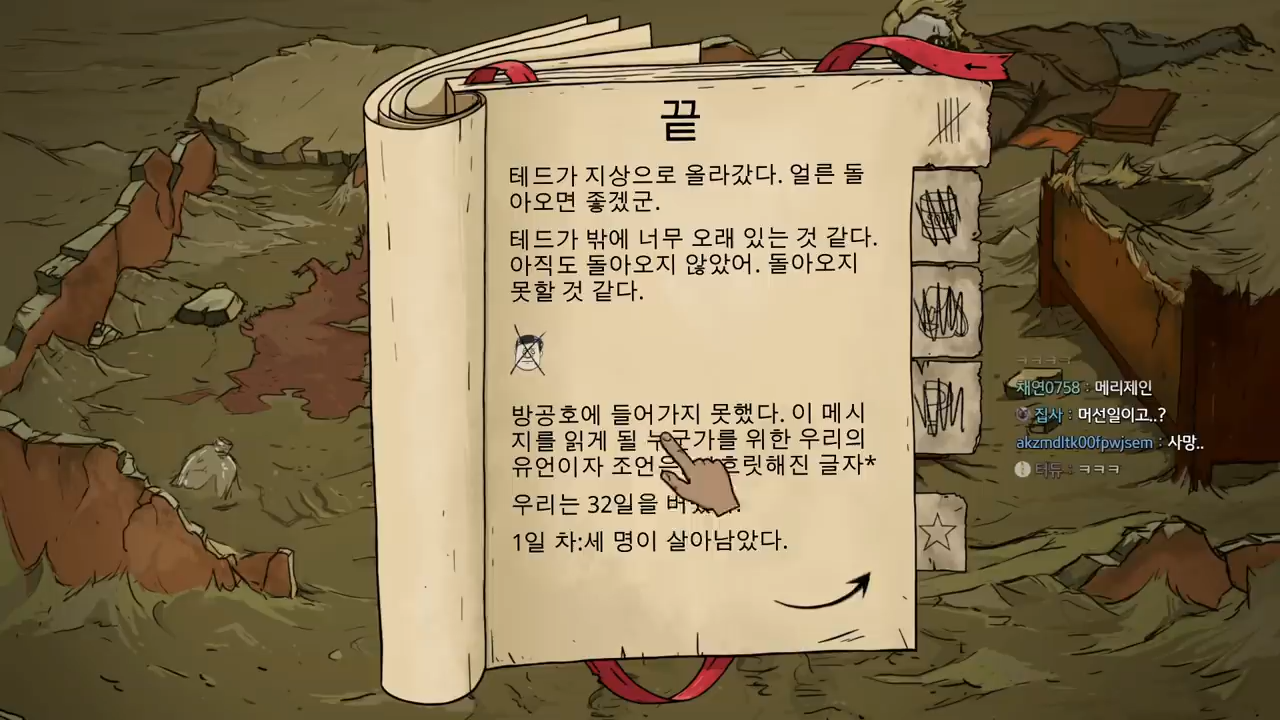 끝
테드가 지상으로 올라갔다. 얼른 돌
아오면 좋겠군.
테드가 밖에 너무 오래 있는 것 같다.
아직도 돌아오지 않았어. 돌아오지
못할 것 같다.
방공호에 들어가지 못했다. 이 메시
지를 읽게 될 누군가를 위한 우리의
유언이자 조언은 흐릿해진 글자*
우리는 32일을
1일 차:세 명이 살아남았다.
ㅋㅋㅋㅋ
채연0758 : 메리제인
집사 : 머선일이고..?
akzmdltk00fpwjsem : 사망..
터듀 : ㅋㅋㅋ